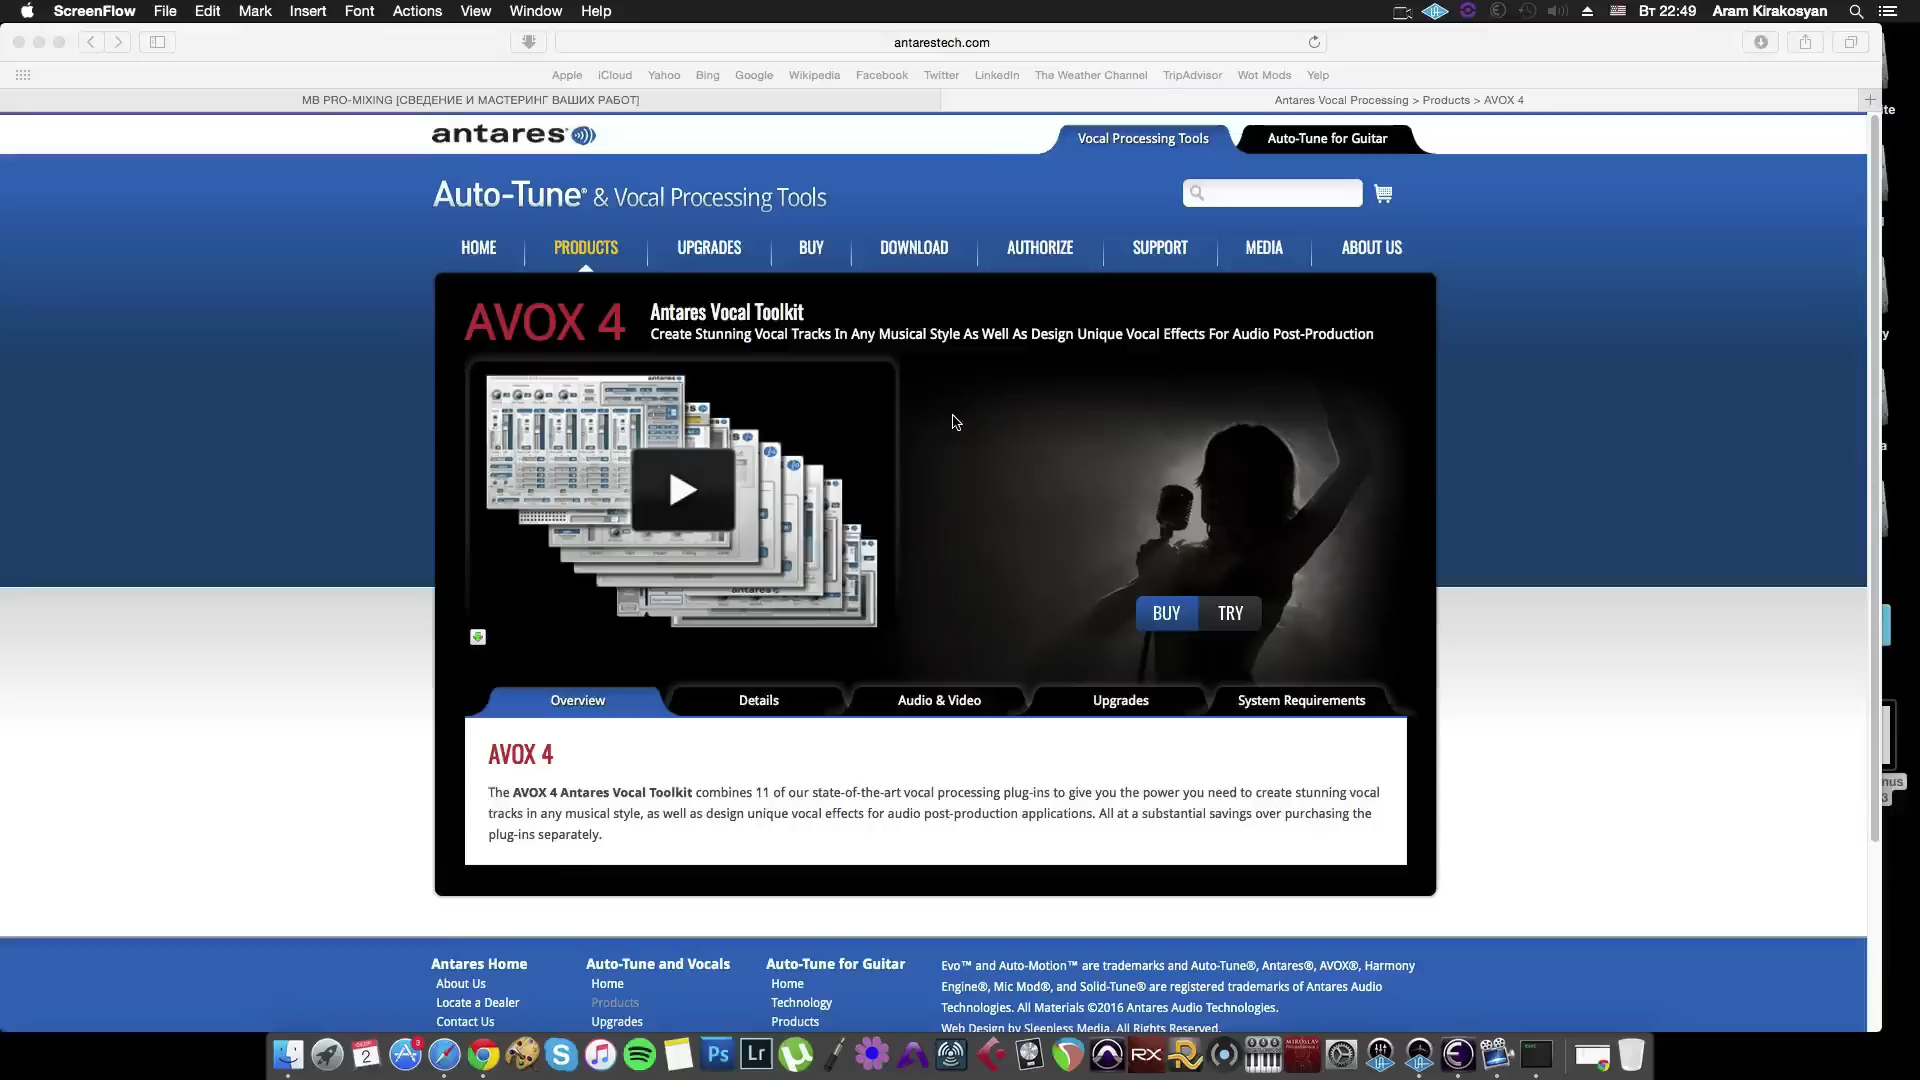 ScreenFlow File Edit Mark Insert Font Actions View Window Help Вт 22:49 Aram Kirakosyan
antarestech.com
Apple iCloud Yahoo Bing Google Wikipedia Facebook Twitter LinkedIn The Weather Channel TripAdvisor Wot Mods Yelp
MB PRO-MIXING [СВЕДЕНИЕ И МАСТЕРИНГ ВАШИХ РАБОТ] Antares Vocal Processing > Products > AVOX 4
antares
Vocal Processing Tools Auto-Tune for Guitar
Auto-Tune® & Vocal Processing Tools
HOME PRODUCTS UPGRADES BUY DOWNLOAD AUTHORIZE SUPPORT MEDIA ABOUT US
AVOX 4 Antares Vocal Toolkit
Create Stunning Vocal Tracks In Any Musical Style As Well As Design Unique Vocal Effects For Audio Post-Production
antares
BUY TRY
Overview Details Audio & Video Upgrades System Requirements
AVOX 4
The AVOX 4 Antares Vocal Toolkit combines 11 of our state-of-the-art vocal processing plug-ins to give you the power you need to create stunning vocal
tracks in any musical style, as well as design unique vocal effects for audio post-production applications. All at a substantial savings over purchasing the
plug-ins separately.
Antares Home
About Us
Locate a Dealer
Contact Us
Auto-Tune and Vocals
Home
Products
Upgrades
Auto-Tune for Guitar
Home
Technology
Products
Evo™ and Auto-Motion™ are trademarks and Auto-Tune®, Antares®, AVOX®, Harmony
Engine®, Mic Mod®, and Solid-Tune® are registered trademarks of Antares Audio
Technologies. All Materials ©2016 Antares Audio Technologies.
Web Design by Sleepless Media. All Rights Reserved.
2 3 Ps Lr RX